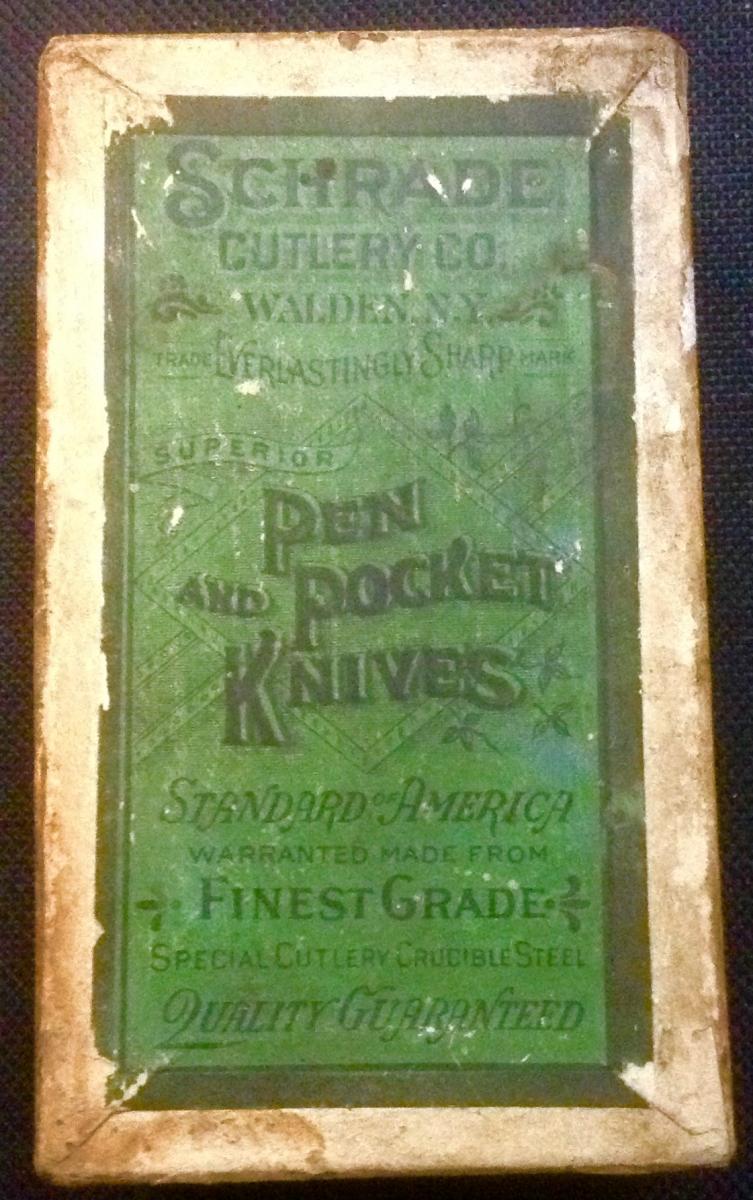 SCHRADE
CUTLERY CO.
WALDEN, N.Y.
TRADE EVERLASTINGLY SHARP MARK
SUPERIOR
PEN
AND POCKET
KNIVES
STANDARD OF AMERICA
WARRANTED MADE FROM
FINEST GRADE
SPECIAL CUTLERY CRUCIBLE STEEL
QUALITY GUARANTEED